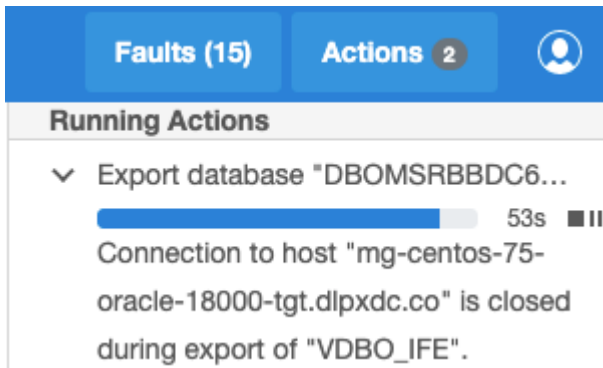 Faults (15) Actions 2
Running Actions
Export database "DBOMSRBBDC6...
53s
Connection to host "mg-centos-75-
oracle-18000-tgt.dlpxdc.co" is closed
during export of "VDBO_IFE".